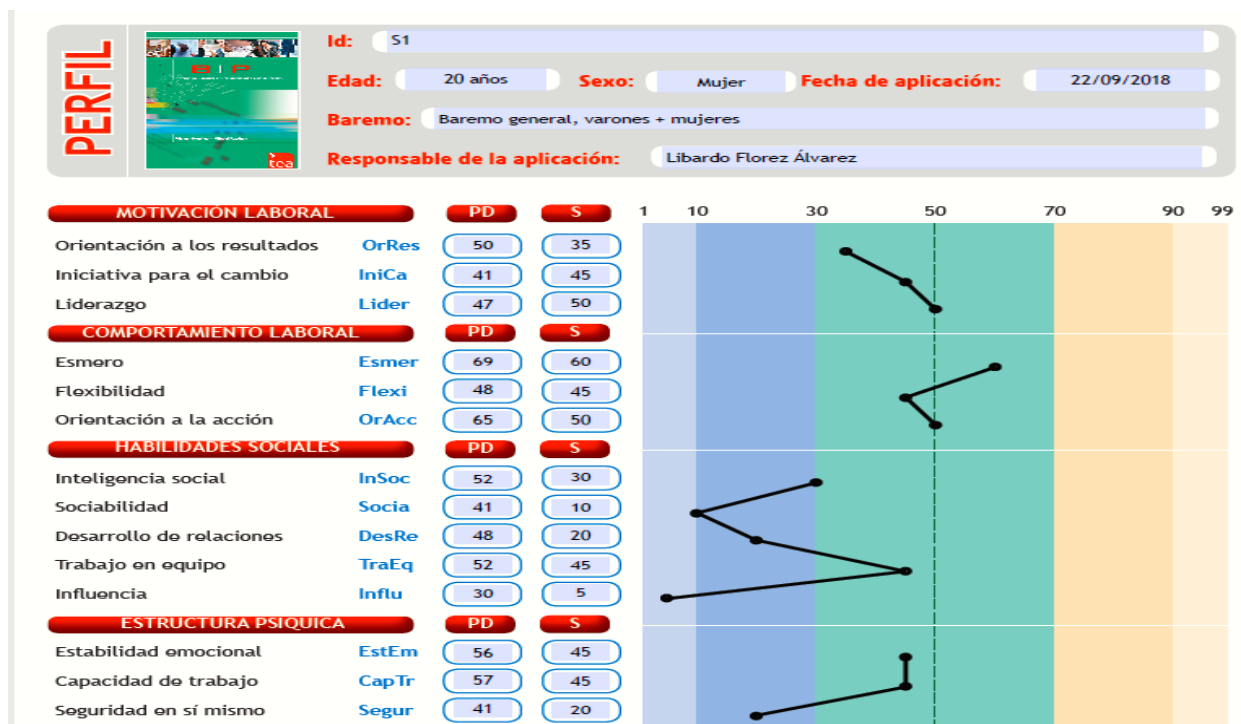 PERFIL
BIP
tea
Id: S1
Edad: 20 años Sexo: Mujer Fecha de aplicación: 22/09/2018
Baremo: Baremo general, varones + mujeres
Responsable de la aplicación: Libardo Florez Álvarez
MOTIVACIÓN LABORAL PD S 1 10 30 50 70 90 99
Orientación a los resultados OrRes 50 35
Iniciativa para el cambio IniCa 41 45
Liderazgo Lider 47 50
COMPORTAMIENTO LABORAL PD S
Esmero Esmer 69 60
Flexibilidad Flexi 48 45
Orientación a la acción OrAcc 65 50
HABILIDADES SOCIALES PD S
Inteligencia social InSoc 52 30
Sociabilidad Socia 41 10
Desarrollo de relaciones DesRe 48 20
Trabajo en equipo TraEq 52 45
Influencia Influ 30 5
ESTRUCTURA PSIQUICA PD S
Estabilidad emocional EstEm 56 45
Capacidad de trabajo CapTr 57 45
Seguridad en sí mismo Segur 41 20